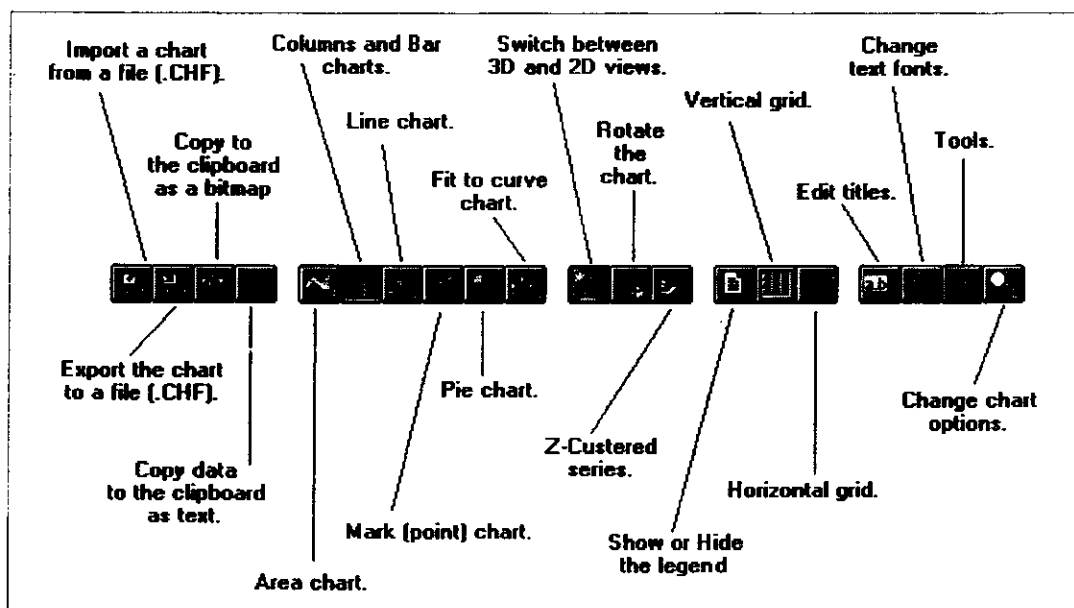 Import a chart
from a file (.CHF).
Columns and Bar
charts.
Switch between
3D and 2D views.
Change
text fonts.
Copy to
the clipboard
as a bitmap
Line chart.
Fit to curve
chart.
Rotate
the
chart.
Vertical grid.
Edit titles.
Tools.
ab
Export the chart
to a file (.CHF).
Copy data
to the clipboard
as text.
Area chart.
Mark (point) chart.
Pie chart.
Z-Custered
series.
Show or Hide
the legend
Horizontal grid.
Change chart
options.